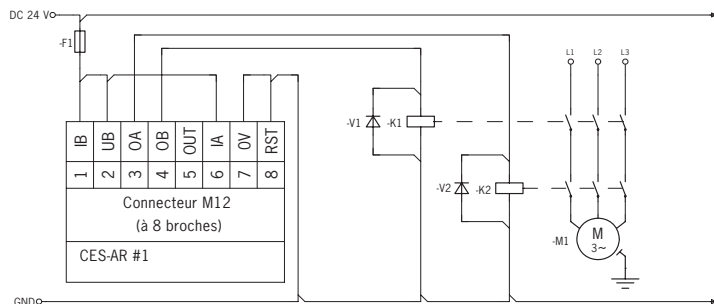 DC 24 V
-F1
L1 L2 L3
-V1 -K1
IB UB OA OB OUT IA 0V RST
1 2 3 4 5 6 7 8
-V2 -K2
Connecteur M12
(à 8 broches)
CES-AR #1
-M1
M
3~
GND